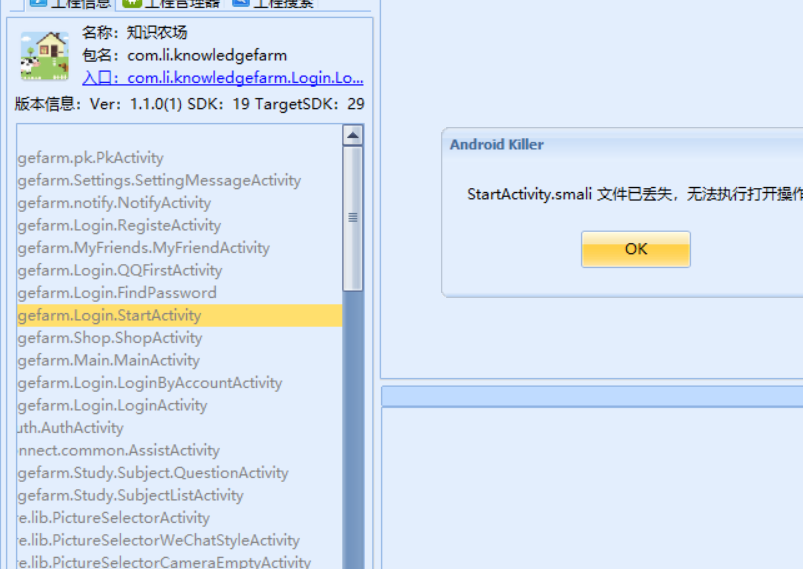 工程信息 工程管理器 工程搜索
名称：知识农场
包名：com.li.knowledgefarm
入口：com.li.knowledgefarm.Login.Lo...
版本信息：Ver：1.1.0(1) SDK：19 TargetSDK：29
gefarm.pk.PkActivity
gefarm.Settings.SettingMessageActivity
gefarm.notify.NotifyActivity
gefarm.Login.RegisteActivity
gefarm.MyFriends.MyFriendActivity
gefarm.Login.QQFirstActivity
gefarm.Login.FindPassword
gefarm.Login.StartActivity
gefarm.Shop.ShopActivity
gefarm.Main.MainActivity
gefarm.Login.LoginByAccountActivity
gefarm.Login.LoginActivity
uth.AuthActivity
nnect.common.AssistActivity
gefarm.Study.Subject.QuestionActivity
gefarm.Study.SubjectListActivity
e.lib.PictureSelectorActivity
e.lib.PictureSelectorWeChatStyleActivity
e.lib.PictureSelectorCameraEmptyActivity
Android Killer
StartActivity.smali 文件已丢失，无法执行打开操作
OK